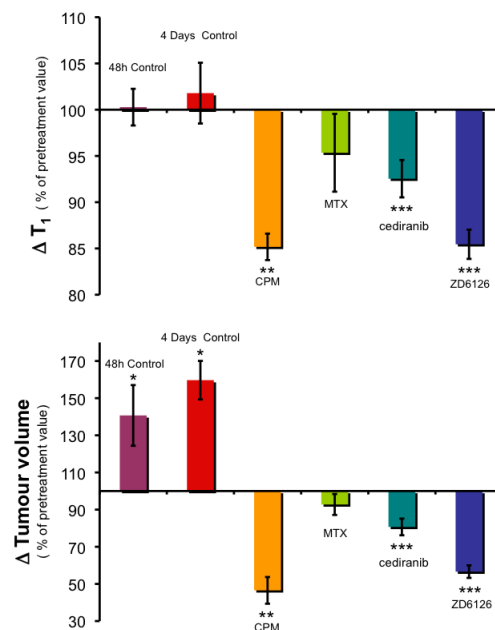 110
4 Days Control
105
48h Control
100
95
MTX
90
***
cediranib
85
**
CPM
***
ZD6126
80
Δ T1 ( % of pretreatment value)
4 Days Control
170
48h Control
*
*
150
130
110
90
MTX
70
***
cediranib
50
***
ZD6126
30
**
CPM
Δ Tumour volume
( % of pretreatment value)